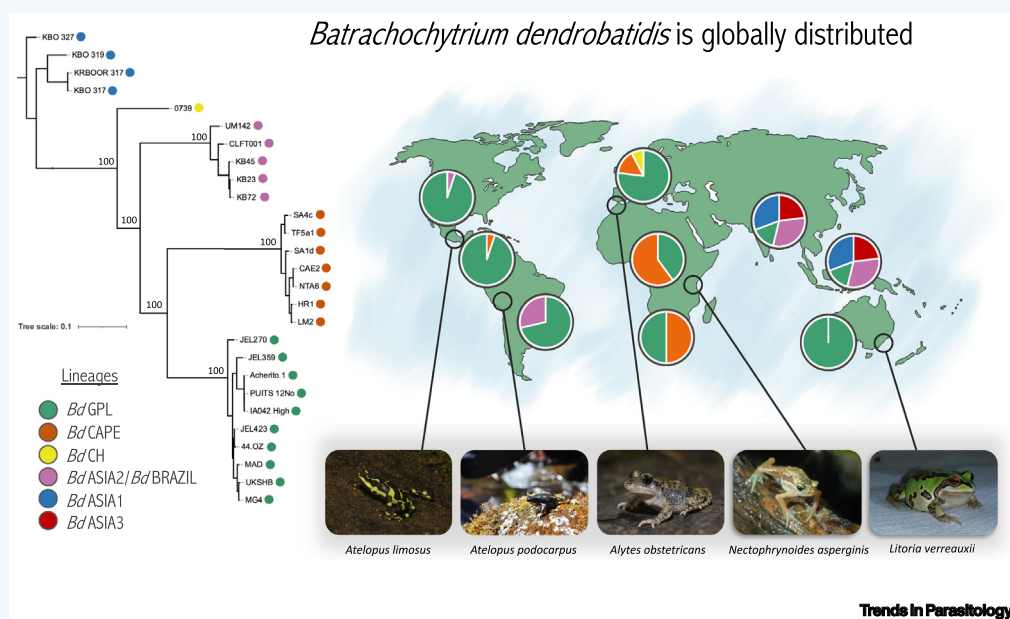 Batrachochytrium dendrobatidis is globally distributed
KBO 327
KBO 319
KRBOOR 317
KBO 317
0739
100
UM142
100
CLFT001
KB45
100
KB23
KB72
SA4c
100
TF5a1
100
SA1d
CAE2
NTA6
100
HR1
LM2
Tree scale: 0.1
JEL270
JEL359
100
Acherito.1
PUITS 12No
IA042 High
JEL423
44.OZ
MAD
UKSHB
MG4
Lineages
Bd GPL
Bd CAPE
Bd CH
Bd ASIA2/Bd BRAZIL
Bd ASIA1
Bd ASIA3
Atelopus limosus
Atelopus podocarpus
Alytes obstetricans
Nectophrynoides asperginis
Litoria verreauxii
Trends in Parasitology